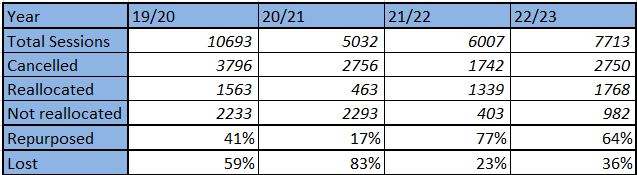 Year 19/20 20/21 21/22 22/23
Total Sessions 10693 5032 6007 7713
Cancelled 3796 2756 1742 2750
Reallocated 1563 463 1339 1768
Not reallocated 2233 2293 403 982
Repurposed 41% 17% 77% 64%
Lost 59% 83% 23% 36%